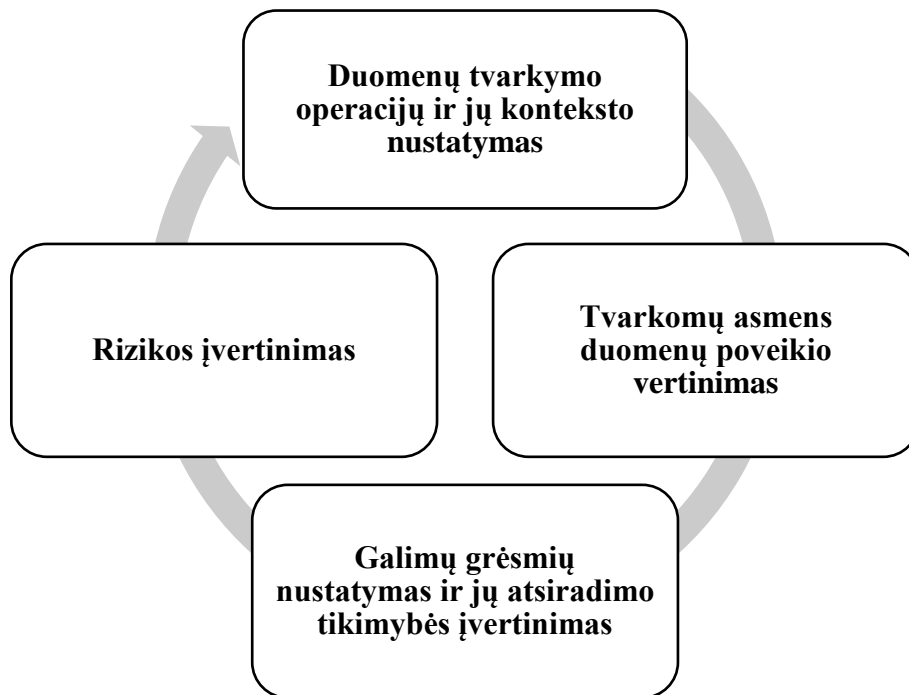 Duomenų tvarkymo
operacijų ir jų konteksto
nustatymas
Tvarkomų asmens
duomenų poveikio
vertinimas
Galimų grėsmių
nustatymas ir jų atsiradimo
tikimybės įvertinimas
Rizikos įvertinimas